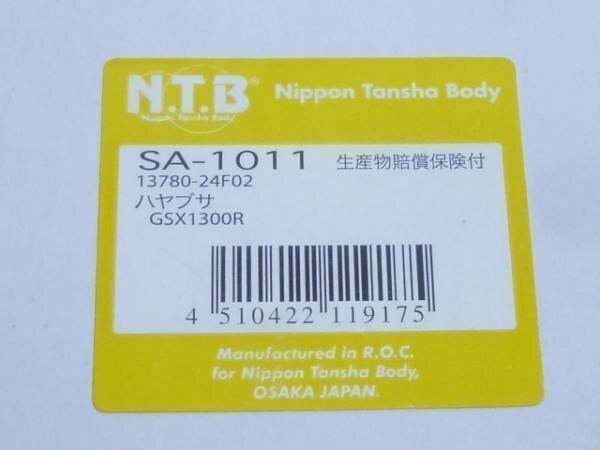 N.T.B® Nippon Tansha Body
Nippon Tansha Body
SA-1011 生産物賠償保険付
13780-24F02
ハヤブサ
GSX1300R
4 510422 119175
Manufactured in R.O.C.
for Nippon Tansha Body,
OSAKA JAPAN.